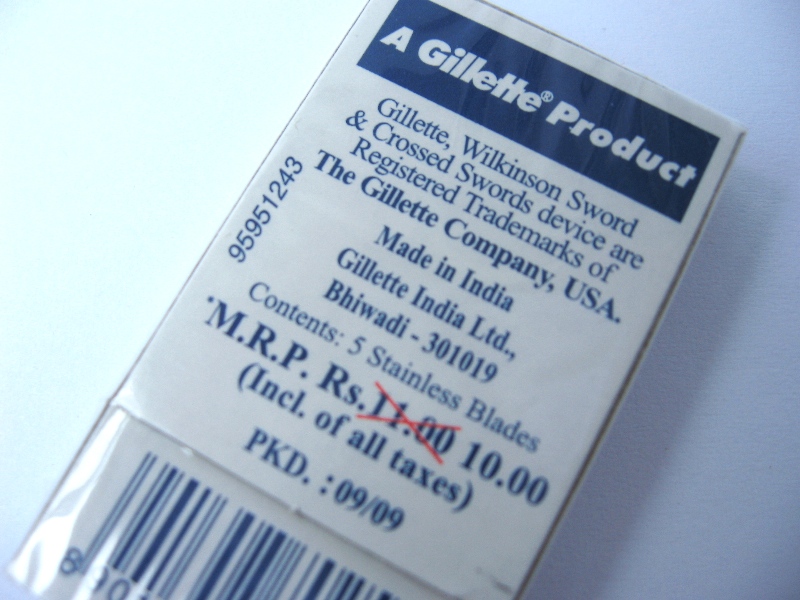 A Gillette® Product
Gillette, Wilkinson Sword
& Crossed Swords device are
Registered Trademarks of
The Gillette Company, USA.
95951243
Made in India
Gillette India Ltd.,
Bhiwadi - 301019
Contents: 5 Stainless Blades
M.R.P. Rs. 11.00 10.00
(Incl. of all taxes)
PKD. : 09/09